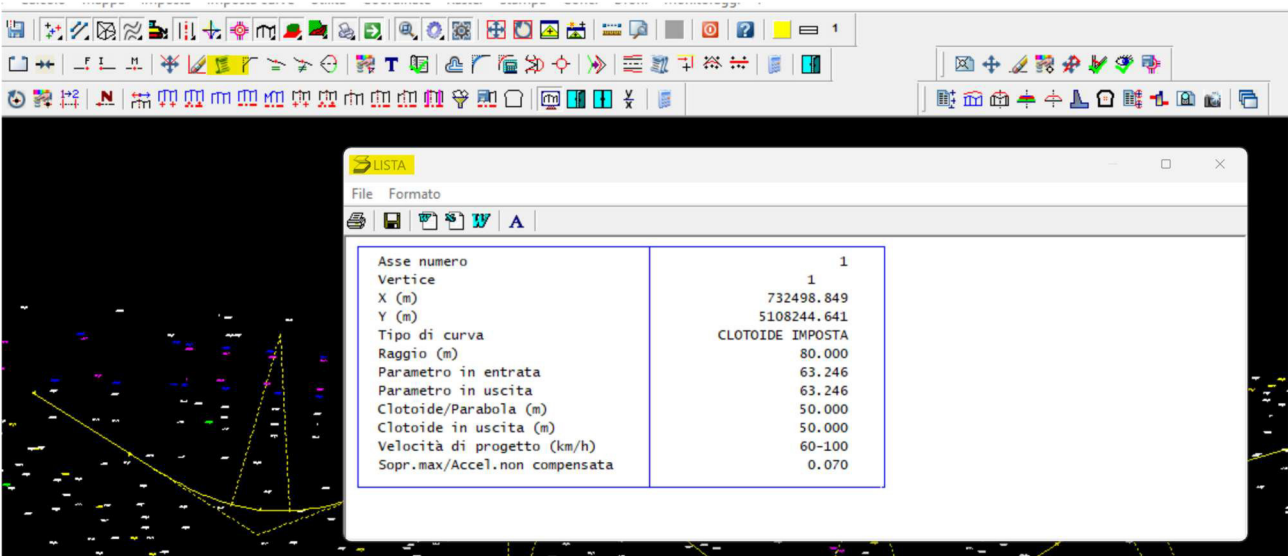 1
LISTA
File Formato
Asse numero 1
Vertice 1
X (m) 732498.849
Y (m) 5108244.641
Tipo di curva CLOTOIDE IMPOSTA
Raggio (m) 80.000
Parametro in entrata 63.246
Parametro in uscita 63.246
Clotoide/Parabola (m) 50.000
Clotoide in uscita (m) 50.000
Velocità di progetto (km/h) 60-100
Sopr.max/Accel.non compensata 0.070